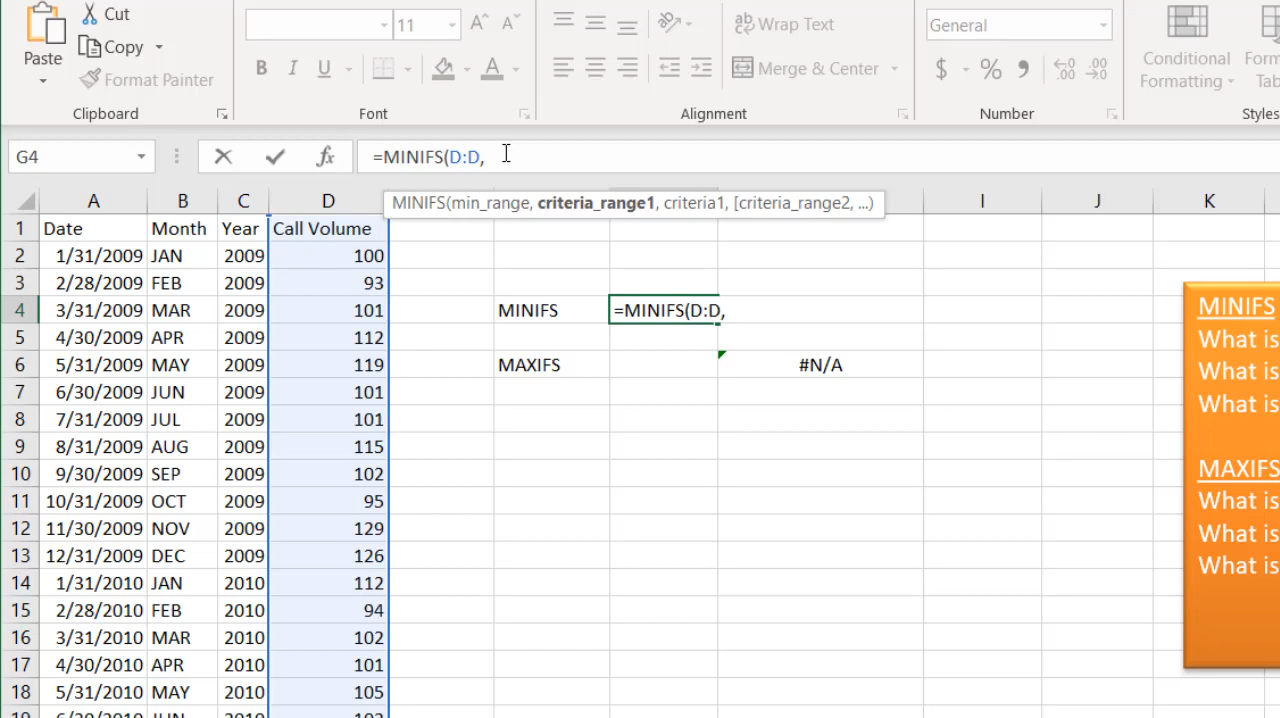 Cut
Copy
Paste
Format Painter
Clipboard
11
A^ A˅
B I U A
Font
ab Wrap Text
Merge & Center
Alignment
General
$ % 9 .00
Number
Conditional
Formatting
Styles
G4
fx
=MINIFS(D:D,
MINIFS(min_range, criteria_range1, criteria1, [criteria_range2, ...)
A B C D I J K
1 Date Month Year Call Volume
2 1/31/2009 JAN 2009 100
3 2/28/2009 FEB 2009 93
4 3/31/2009 MAR 2009 101 MINIFS =MINIFS(D:D,
5 4/30/2009 APR 2009 112
6 5/31/2009 MAY 2009 119 MAXIFS #N/A
7 6/30/2009 JUN 2009 101
8 7/31/2009 JUL 2009 101
9 8/31/2009 AUG 2009 115
10 9/30/2009 SEP 2009 102
11 10/31/2009 OCT 2009 95
12 11/30/2009 NOV 2009 129
13 12/31/2009 DEC 2009 126
14 1/31/2010 JAN 2010 112
15 2/28/2010 FEB 2010 94
16 3/31/2010 MAR 2010 102
17 4/30/2010 APR 2010 101
18 5/31/2010 MAY 2010 105
MINIFS
What is
What is
What is
MAXIFS
What is
What is
What is